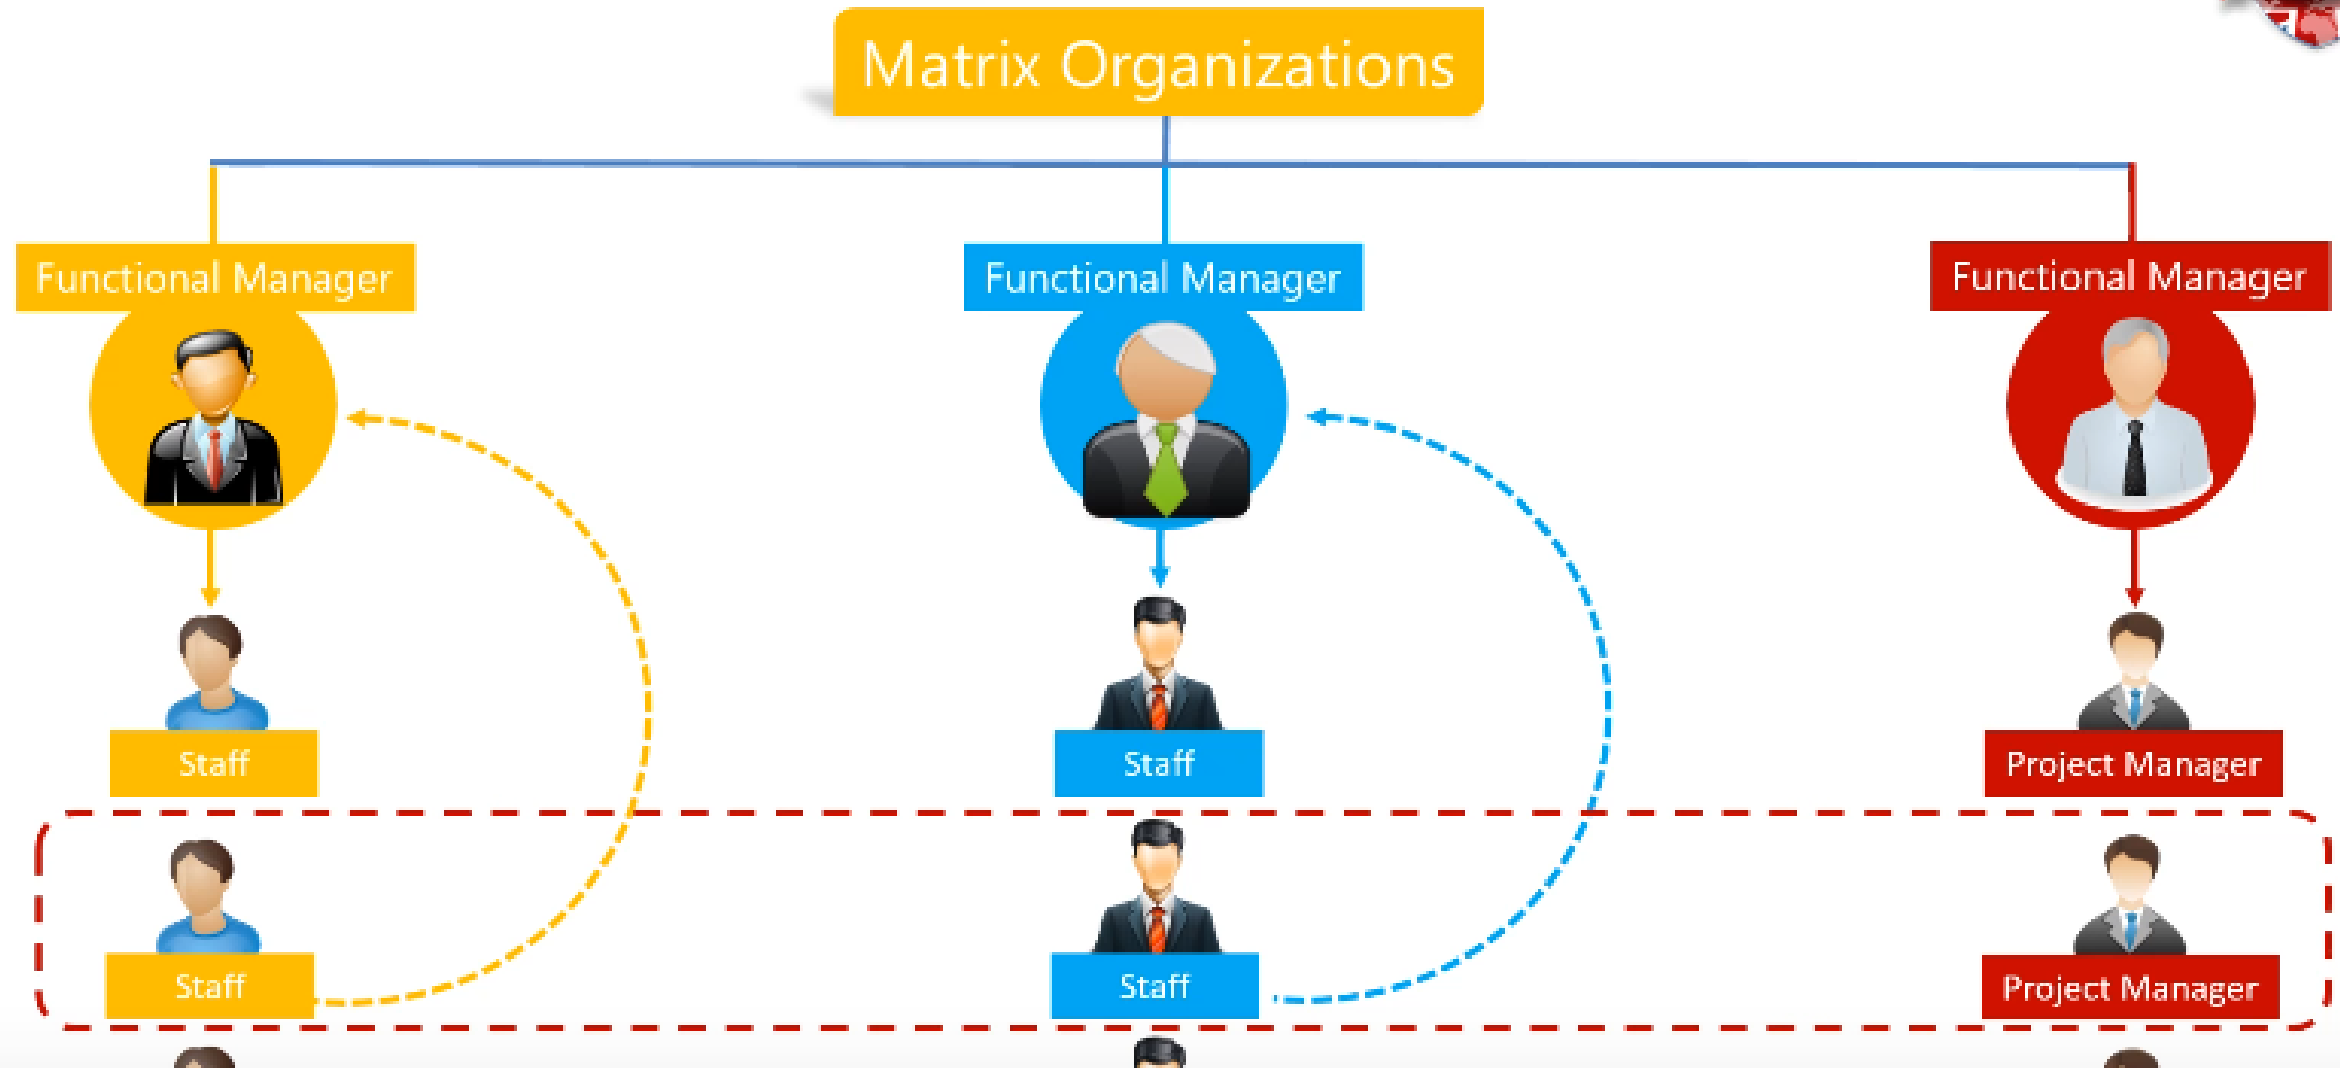 Matrix Organizations
Functional Manager
Functional Manager
Functional Manager
Staff
Staff
Project Manager
Staff
Staff
Project Manager